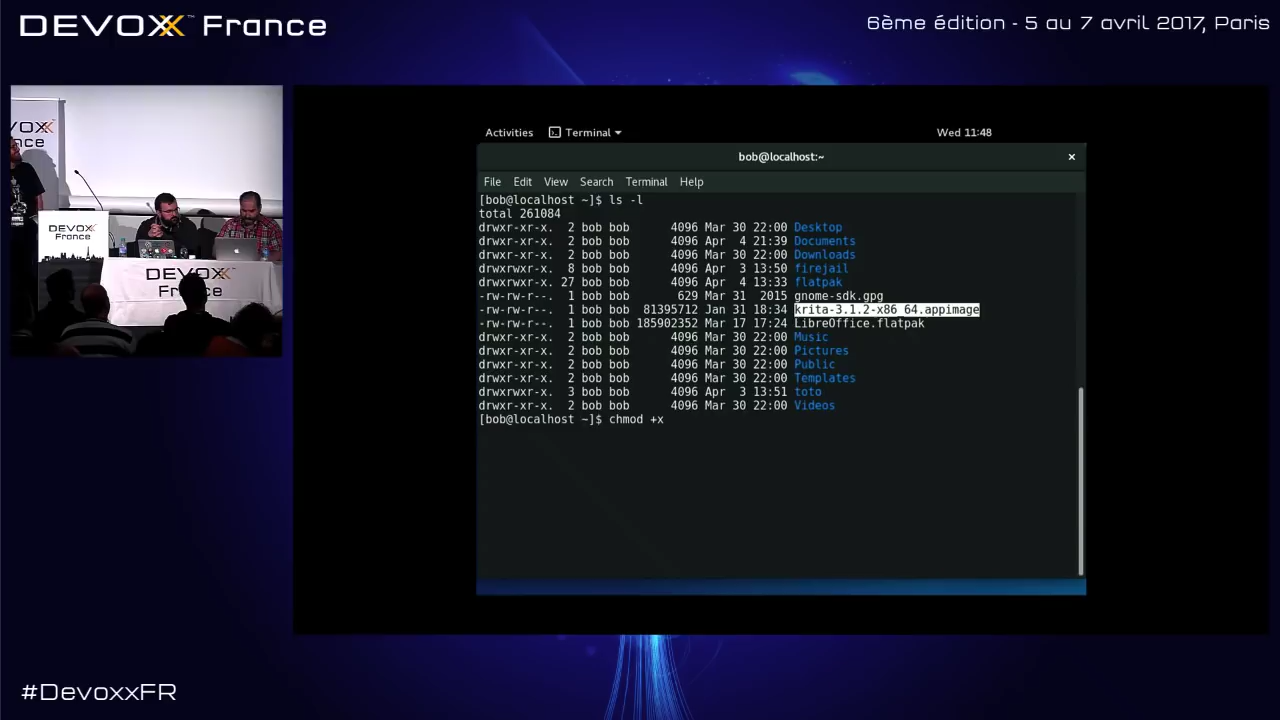 DEVOXX™ France
6ème édition - 5 au 7 avril 2017, Paris
OXX
nce
DEVOXX
France
DEVOXX
Fr ce
Activities Terminal Wed 11:48
bob@localhost:~ ×
File Edit View Search Terminal Help
[bob@localhost ~]$ ls -l
total 261084
drwxr-xr-x. 2 bob bob 4096 Mar 30 22:00 Desktop
drwxr-xr-x. 2 bob bob 4096 Apr 4 21:39 Documents
drwxr-xr-x. 2 bob bob 4096 Mar 30 22:00 Downloads
drwxrwxr-x. 8 bob bob 4096 Apr 3 13:50 firejail
drwxrwxr-x. 27 bob bob 4096 Apr 4 13:33 flatpak
-rw-rw-r--. 1 bob bob 629 Mar 31 2015 gnome-sdk.gpg
-rw-rw-r--. 1 bob bob 81395712 Jan 31 18:34 krita-3.1.2-x86_64.appimage
-rw-rw-r--. 1 bob bob 185902352 Mar 17 17:24 LibreOffice.flatpak
drwxr-xr-x. 2 bob bob 4096 Mar 30 22:00 Music
drwxr-xr-x. 2 bob bob 4096 Mar 30 22:00 Pictures
drwxr-xr-x. 2 bob bob 4096 Mar 30 22:00 Public
drwxr-xr-x. 2 bob bob 4096 Mar 30 22:00 Templates
drwxrwxr-x. 3 bob bob 4096 Apr 3 13:51 toto
drwxr-xr-x. 2 bob bob 4096 Mar 30 22:00 Videos
[bob@localhost ~]$ chmod +x
#DevoxxFR